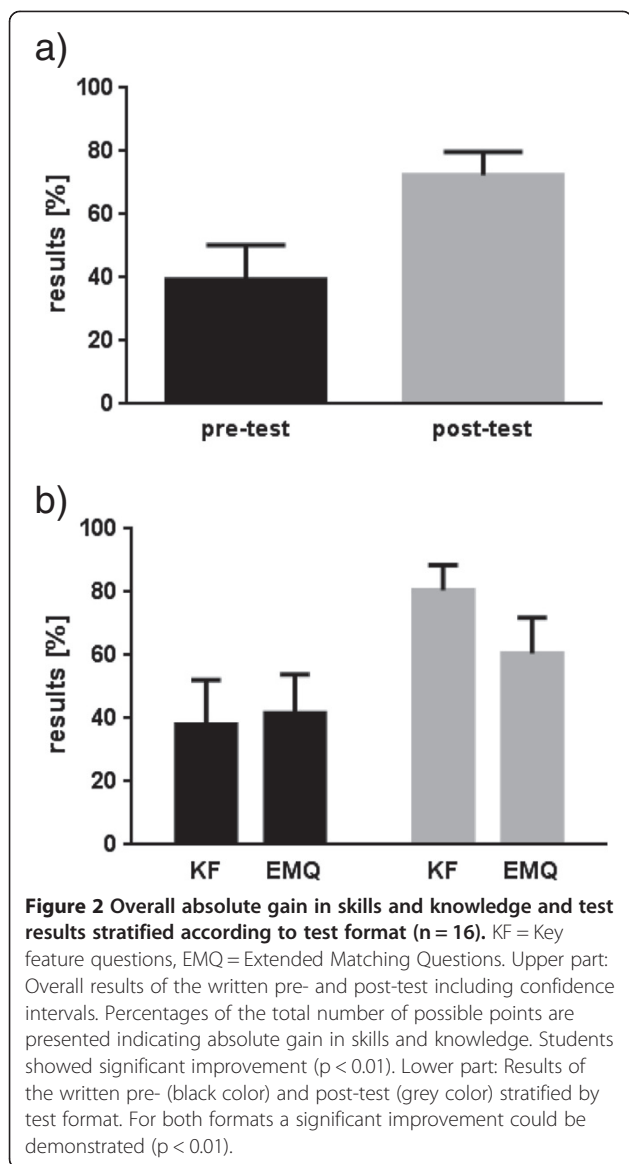 a)
100
80
60
40
20
0
results [%]
pre-test
post-test
b)
100
80
60
40
20
0
results [%]
KF
EMQ
KF
EMQ
Figure 2 Overall absolute gain in skills and knowledge and test
results stratified according to test format (n = 16). KF = Key
feature questions, EMQ = Extended Matching Questions. Upper part:
Overall results of the written pre- and post-test including confidence
intervals. Percentages of the total number of possible points are
presented indicating absolute gain in skills and knowledge. Students
showed significant improvement (p < 0.01). Lower part: Results of
the written pre- (black color) and post-test (grey color) stratified by
test format. For both formats a significant improvement could be
demonstrated (p < 0.01).